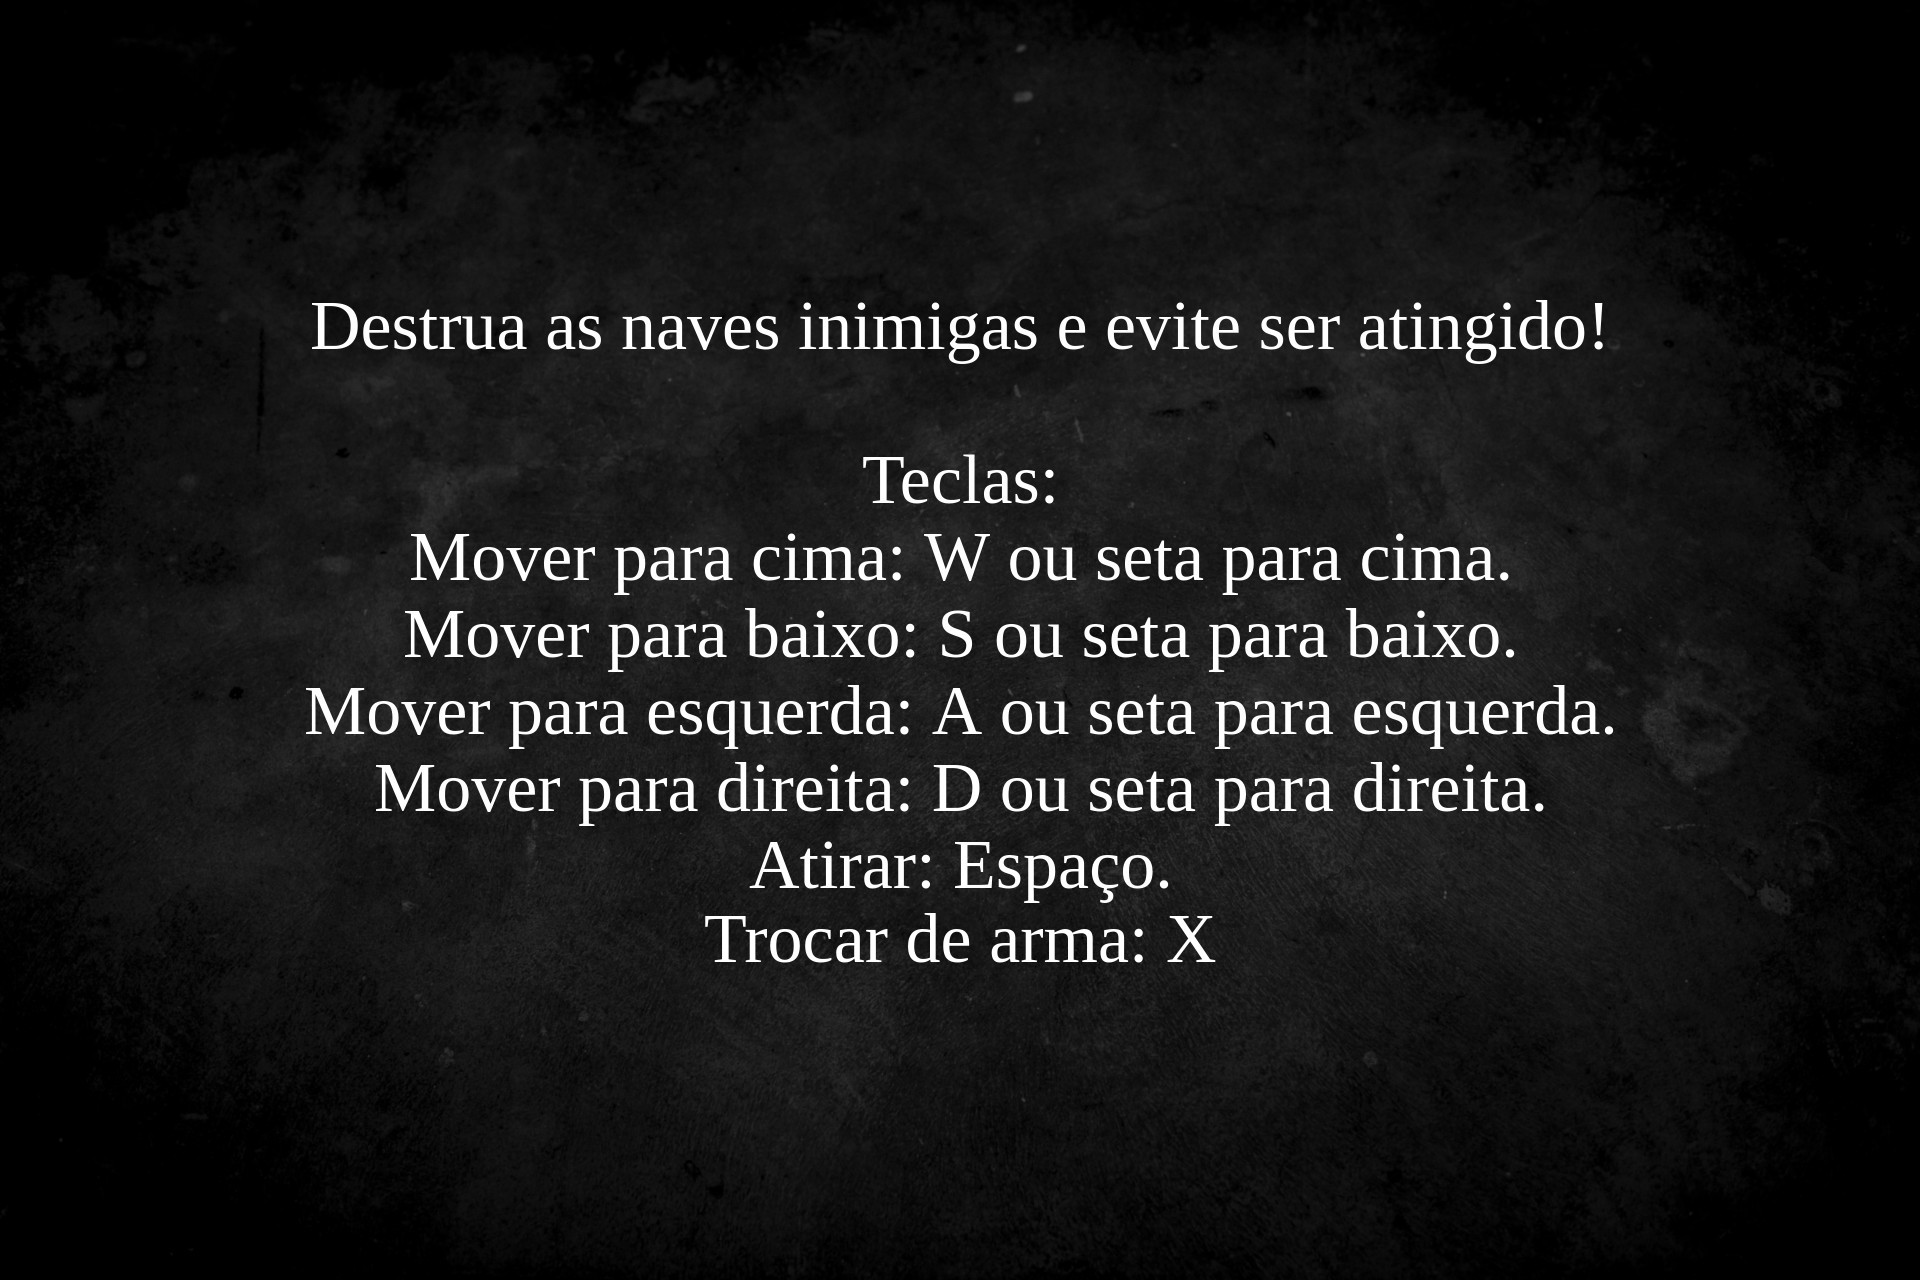 Destrua as naves inimigas e evite ser atingido!
Teclas:
Mover para cima: W ou seta para cima.
Mover para baixo: S ou seta para baixo.
Mover para esquerda: A ou seta para esquerda.
Mover para direita: D ou seta para direita.
Atirar: Espaço.
Trocar de arma: X